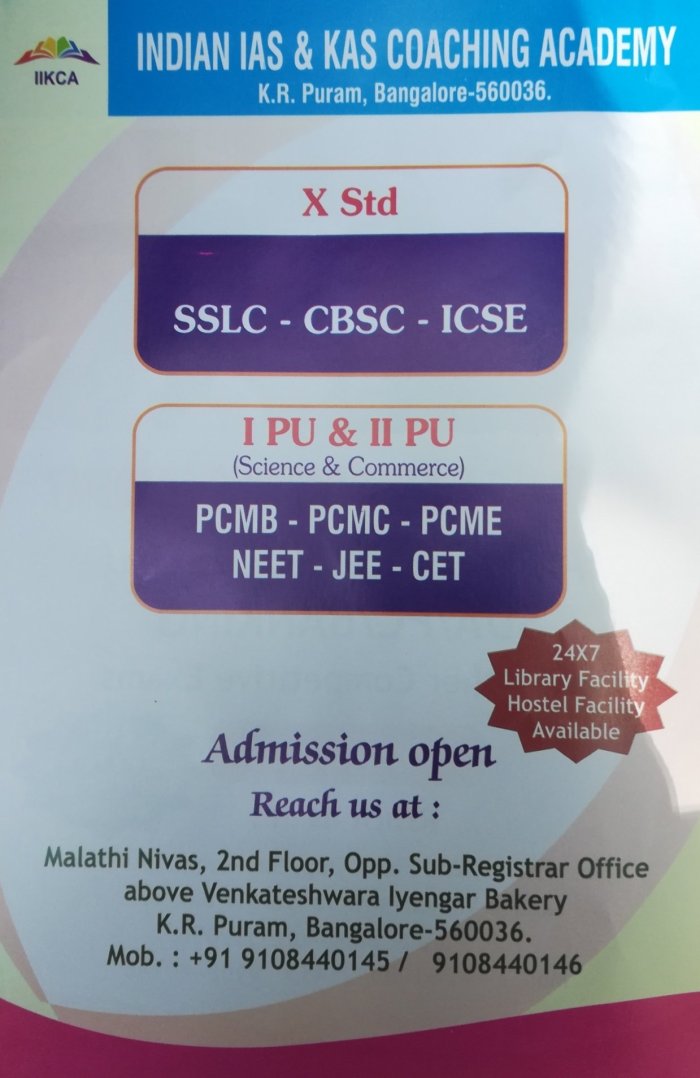 IIKCA
INDIAN IAS & KAS COACHING ACADEMY
K.R. Puram, Bangalore-560036.
X Std
SSLC - CBSC - ICSE
I PU & II PU
(Science & Commerce)
PCMB - PCMC - PCME
NEET - JEE - CET
24X7
Library Facility
Hostel Facility
Available
Admission open
Reach us at :
Malathi Nivas, 2nd Floor, Opp. Sub-Registrar Office
above Venkateshwara Iyengar Bakery
K.R. Puram, Bangalore-560036.
Mob. : +91 9108440145 / 9108440146